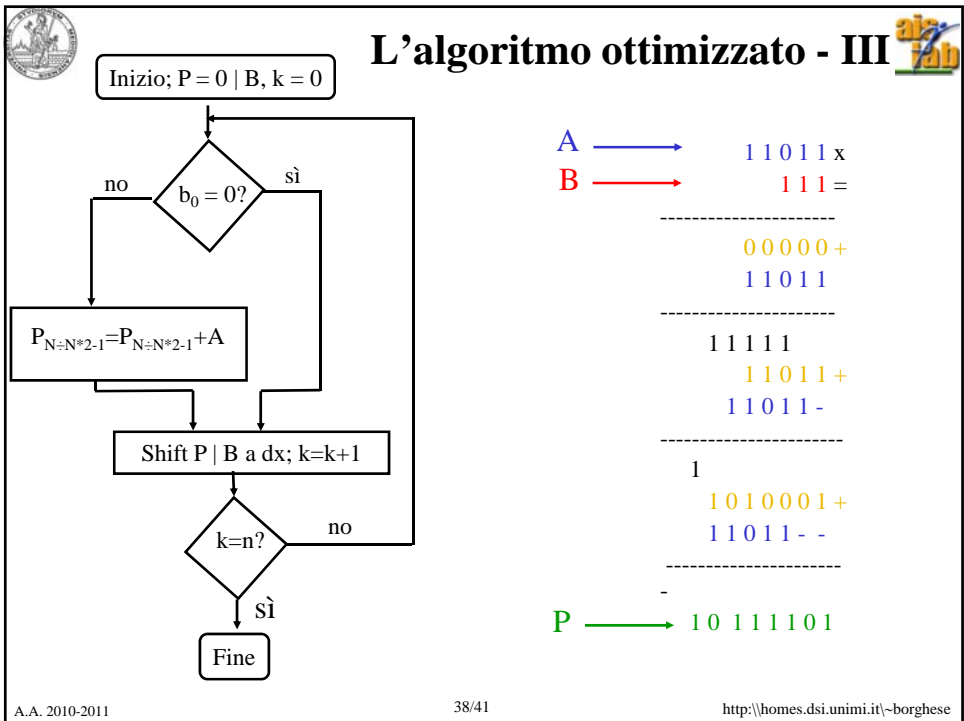 L'algoritmo ottimizzato - III
Inizio; P = 0 | B, k = 0
b0 = 0?
no
sì
PN÷N*2-1=PN÷N*2-1+A
Shift P | B a dx; k=k+1
k=n?
no
sì
Fine
A
1 1 0 1 1 x
B
1 1 1 =
----------------------
0 0 0 0 0 +
1 1 0 1 1
----------------------
1 1 1 1 1
1 1 0 1 1 +
1 1 0 1 1 -
-----------------------
1
1 0 1 0 0 0 1 +
1 1 0 1 1 - -
----------------------
-
P
1 0 1 1 1 1 0 1
A.A. 2010-2011
38/41
http:\\homes.dsi.unimi.it\~borghese